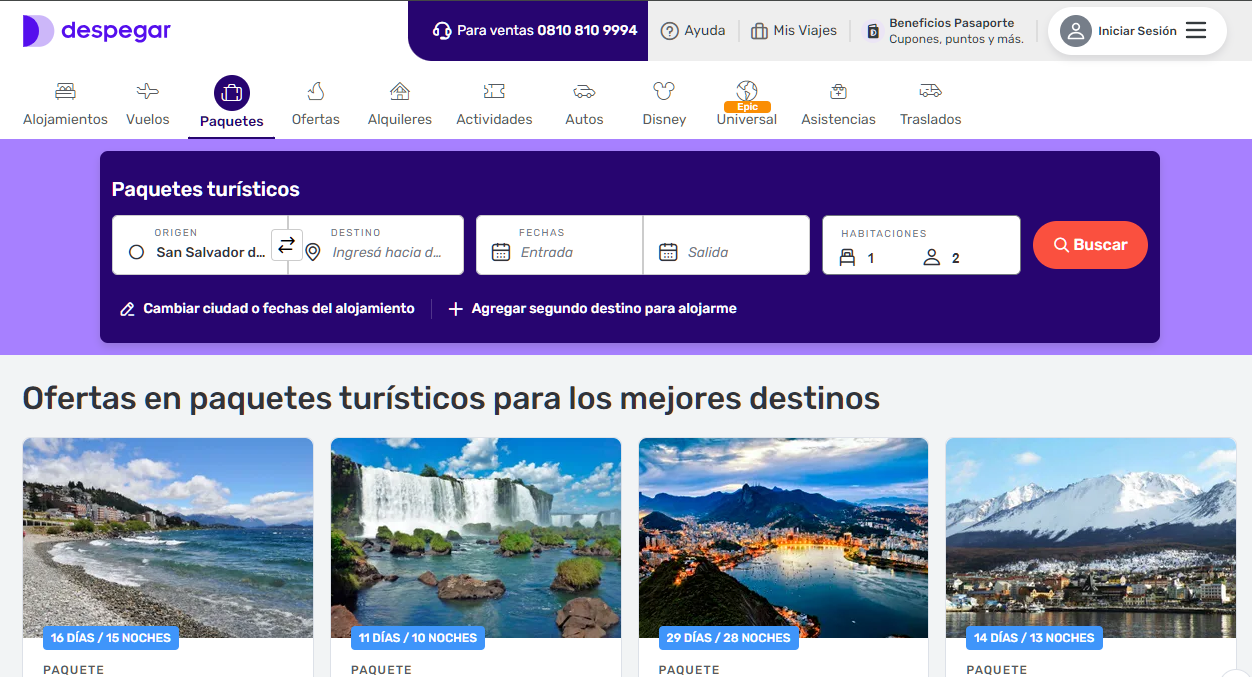 despegar
Para ventas 0810 810 9994
Ayuda
Mis Viajes
Beneficios Pasaporte
Cupones, puntos y más.
Iniciar Sesión
Alojamientos
Vuelos
Paquetes
Ofertas
Alquileres
Actividades
Autos
Disney
Epic
Universal
Asistencias
Traslados
Paquetes turísticos
ORIGEN
San Salvador d...
DESTINO
Ingresá hacia d...
FECHAS
Entrada
Salida
HABITACIONES
1
2
Buscar
Cambiar ciudad o fechas del alojamiento
Agregar segundo destino para alojarme
Ofertas en paquetes turísticos para los mejores destinos
16 DÍAS / 15 NOCHES
PAQUETE
11 DÍAS / 10 NOCHES
PAQUETE
29 DÍAS / 28 NOCHES
PAQUETE
14 DÍAS / 13 NOCHES
PAQUETE